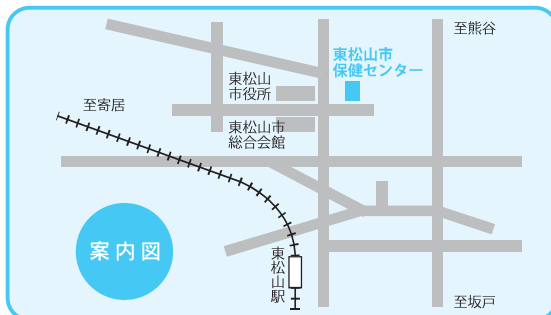 至熊谷
東松山市
保健センター
東松山
市役所
至寄居
東松山市
総合会館
案内図
東松山駅
至坂戸